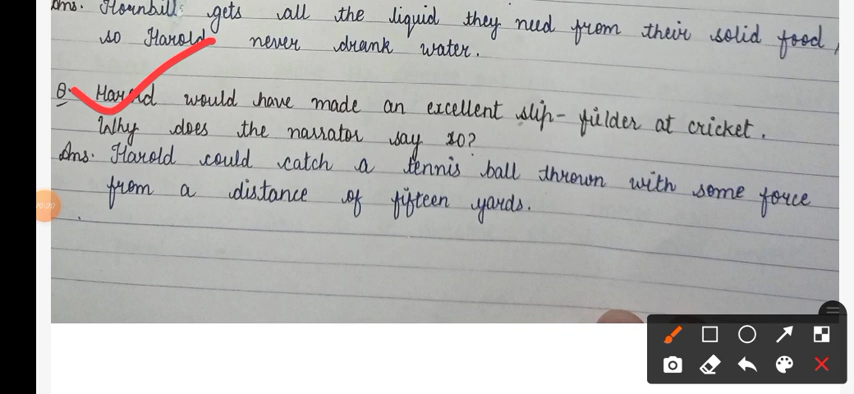 Ans. Hornbill gets all the liquid they need from their solid food,
so Harold never drank water.
Q. Harold would have made an excellent slip-fielder at cricket.
Why does the narrator say so?
Ans. Harold could catch a tennis ball thrown with some force
from a distance of fifteen yards.